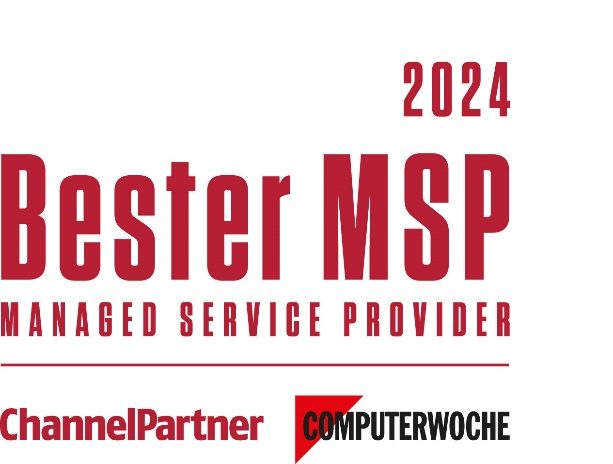 2024
Bester MSP
MANAGED SERVICE PROVIDER
ChannelPartner COMPUTERWOCHE